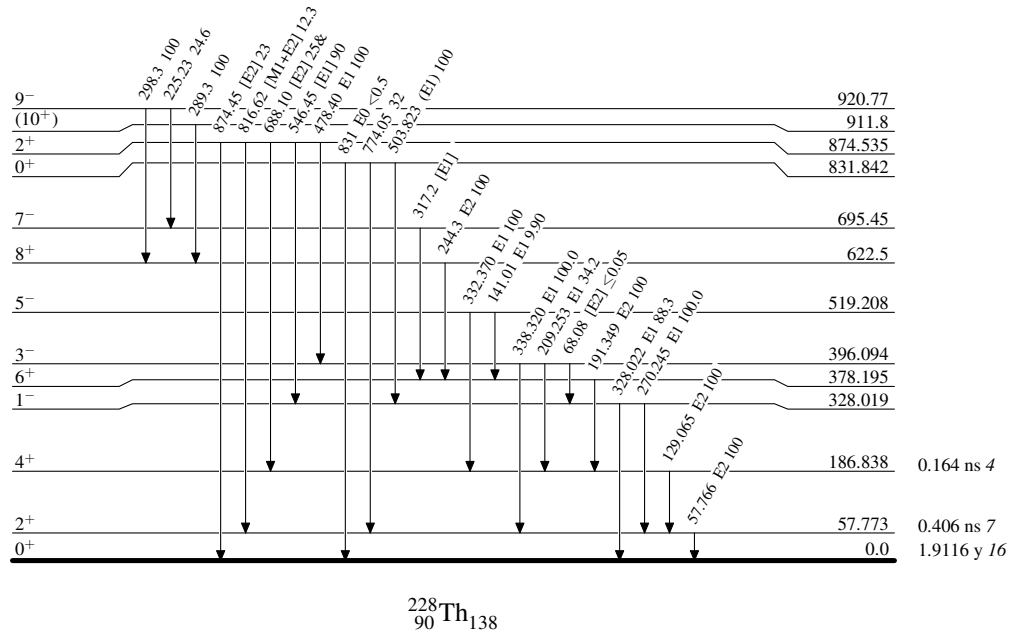 298.3 100
225.23 24.6
289.3 100
874.45 [E2] 23
816.62 [M1+E2] 12.3
688.10 [E2] 25&
546.45 [E1] 90
478.40 E1 100
831 E0 <0.5
774.05 32
503.823 (E1) 100
317.2 [E1]
244.3 E2 100
332.370 E1 100
141.01 E1 9.90
338.320 E1 100.0
209.253 E1 34.2
68.08 [E2] ≤0.05
191.349 E2 100
328.022 E1 88.3
270.245 E1 100.0
129.065 E2 100
57.766 E2 100
9⁻ 920.77
(10⁺) 911.8
2⁺ 874.535
0⁺ 831.842
7⁻ 695.45
8⁺ 622.5
5⁻ 519.208
3⁻ 396.094
6⁺ 378.195
1⁻ 328.019
4⁺ 186.838 0.164 ns 4
2⁺ 57.773 0.406 ns 7
0⁺ 0.0 1.9116 y 16
²²⁸₉₀Th₁₃₈